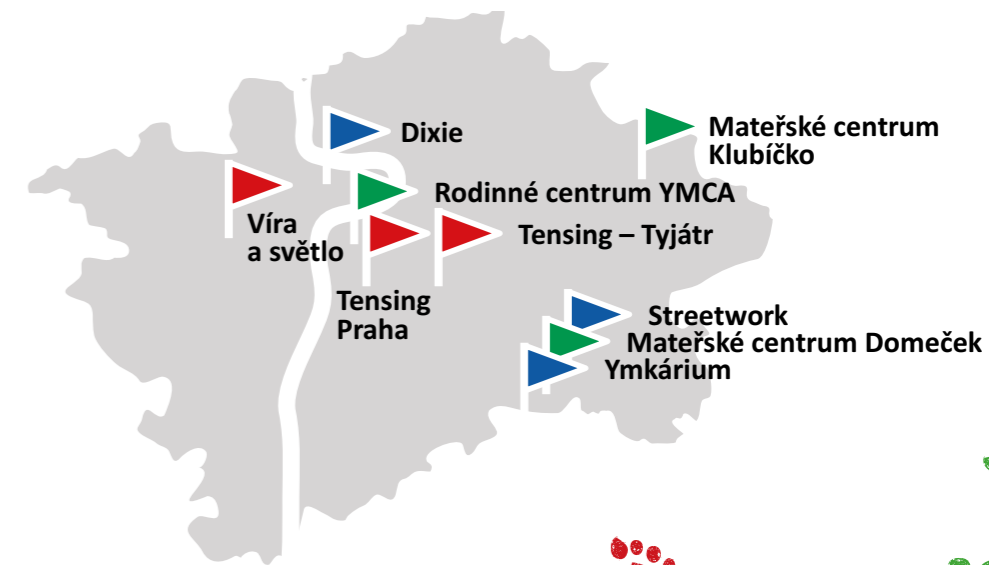 Dixie
Mateřské centrum
Klubíčko
Rodinné centrum YMCA
Víra
a světlo
Tensing – Tyjátr
Tensing
Praha
Streetwork
Mateřské centrum Domeček
Ymkárium